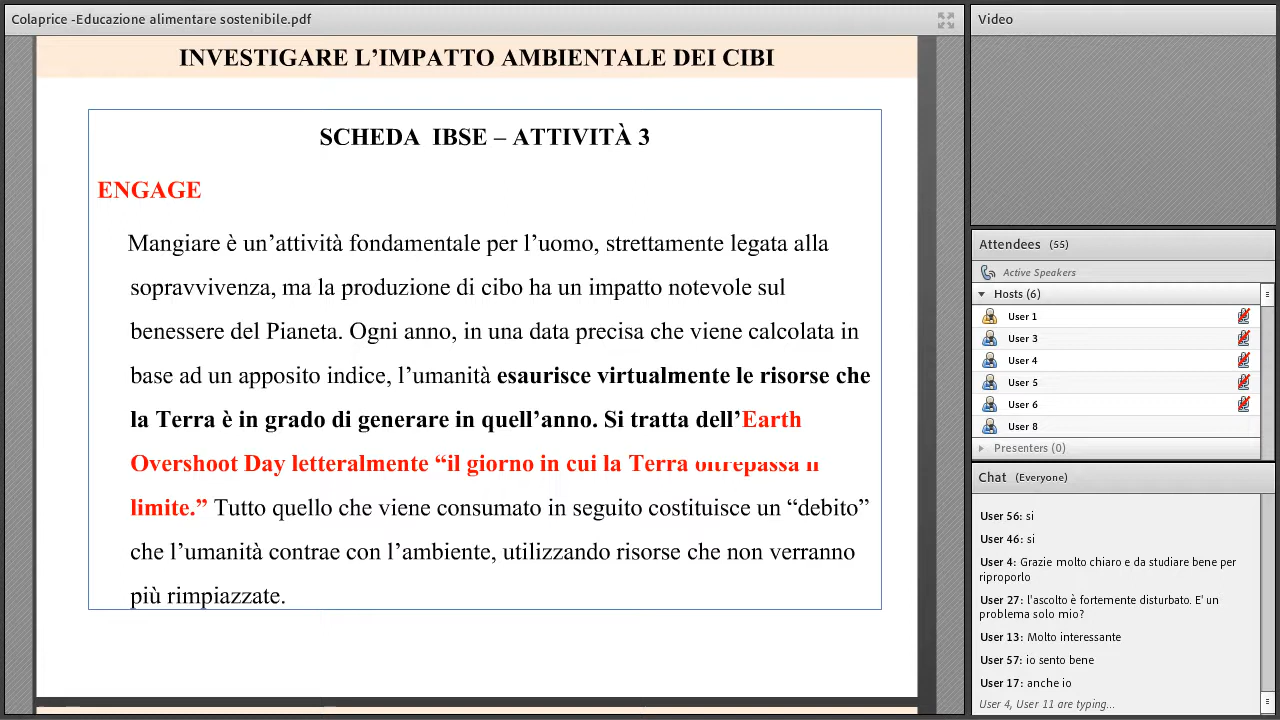 Colaprice -Educazione alimentare sostenibile.pdf
INVESTIGARE L’IMPATTO AMBIENTALE DEI CIBI
SCHEDA IBSE – ATTIVITÀ 3
ENGAGE
Mangiare è un’attività fondamentale per l’uomo, strettamente legata alla
sopravvivenza, ma la produzione di cibo ha un impatto notevole sul
benessere del Pianeta. Ogni anno, in una data precisa che viene calcolata in
base ad un apposito indice, l’umanità esaurisce virtualmente le risorse che
la Terra è in grado di generare in quell’anno. Si tratta dell’Earth
Overshoot Day letteralmente “il giorno in cui la Terra oltrepassa il
limite.” Tutto quello che viene consumato in seguito costituisce un “debito”
che l’umanità contrae con l’ambiente, utilizzando risorse che non verranno
più rimpiazzate.
Video
Attendees (55)
Active Speakers
Hosts (6)
User 1
User 3
User 4
User 5
User 6
User 8
Presenters (0)
Chat (Everyone)
User 56: si
User 46: si
User 4: Grazie molto chiaro e da studiare bene per
riproporlo
User 27: l'ascolto è fortemente disturbato. E' un
problema solo mio?
User 13: Molto interessante
User 57: io sento bene
User 17: anche io
User 4, User 11 are typing...